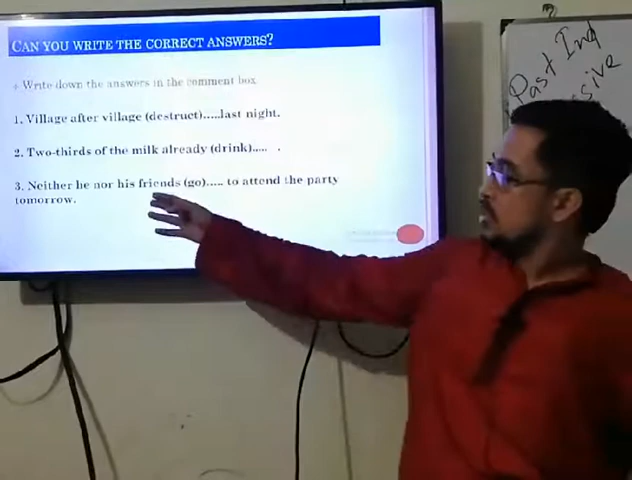 CAN YOU WRITE THE CORRECT ANSWERS?
Write down the answers in the comment box.
1. Village after village (destruct).....last night.
2. Two-thirds of the milk already (drink)..... .
3. Neither he nor his friends (go)..... to attend the party
tomorrow.
Past Ind